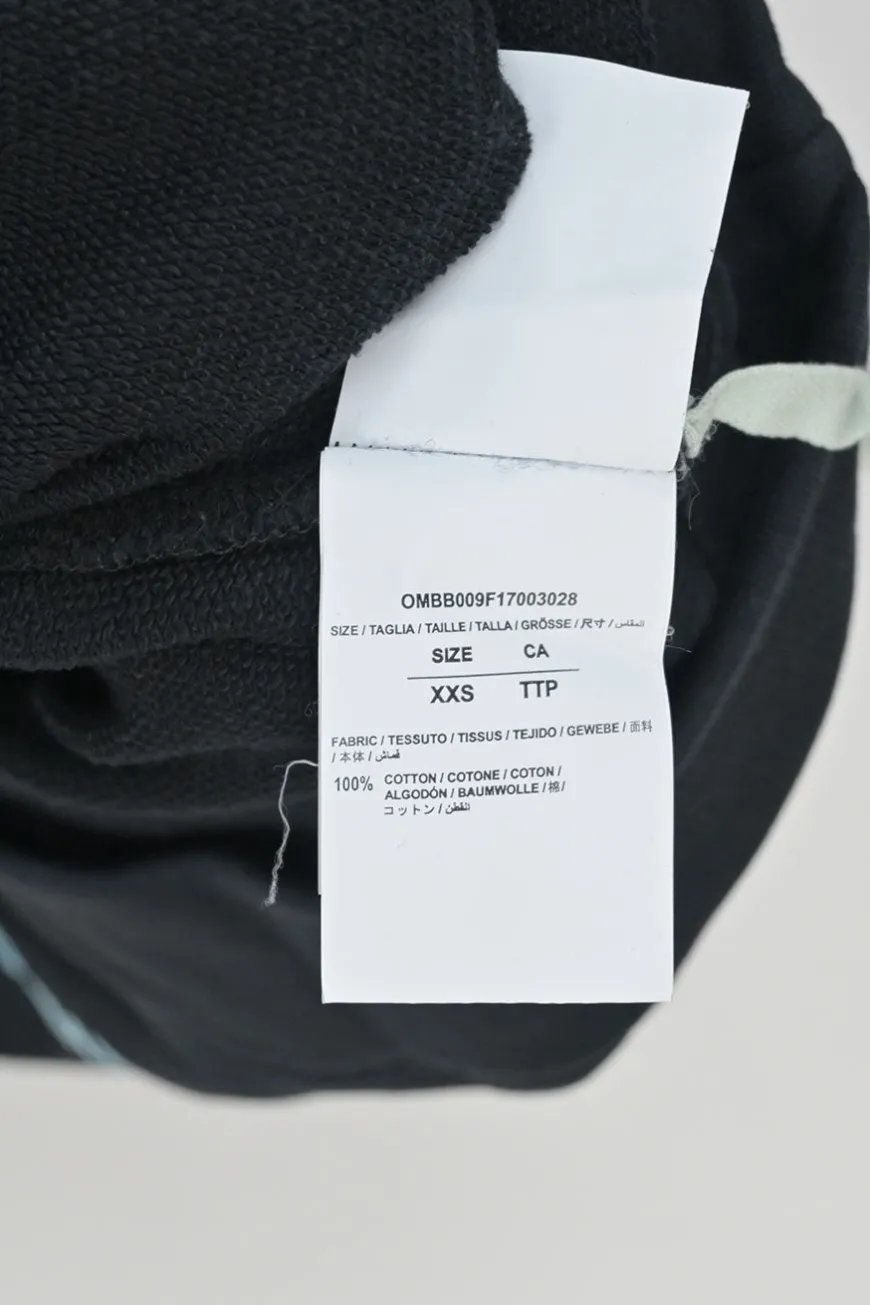 OMBB009F17003028
SIZE / TAGLIA / TAILLE / TALLA / GRÖSSE / 尺寸 / المقاس
SIZE CA
XXS TTP
FABRIC / TESSUTO / TISSUS / TEJIDO / GEWEBE / 面料
/ 本体 / قماش
100% COTTON / COTONE / COTON /
ALGODÓN / BAUMWOLLE / 棉/
コットン / القطن